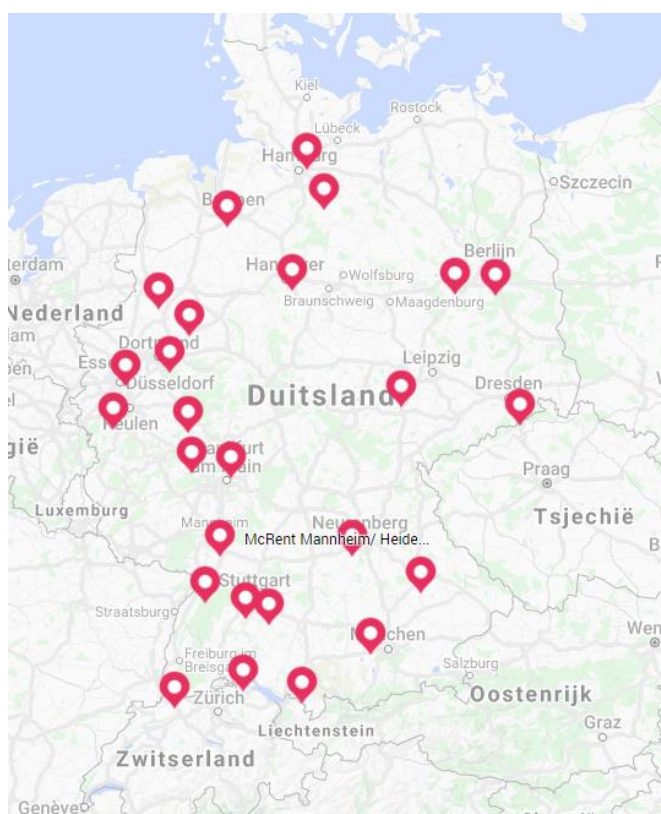 Kiel
Rostock
Lübeck
Hamburg
Szczecin
Bremen
Berlijn
terdam
Hannover
Wolfsburg
Braunschweig
Maagdenburg
Nederland
am
Dortmund
Essen
Leipzig
Düsseldorf
Dresden
Duitsland
Keulen
gië
Frankfurt
am Main
Praag
Luxemburg
Tsjechië
Mannheim
Neurenberg
McRent Mannheim/ Heide...
Stuttgart
Straatsburg
München
Wen
Freiburg im
Breisgau
Salzburg
Zürich
Oostenrijk
Liechtenstein
Graz
Zwitserland
Genève